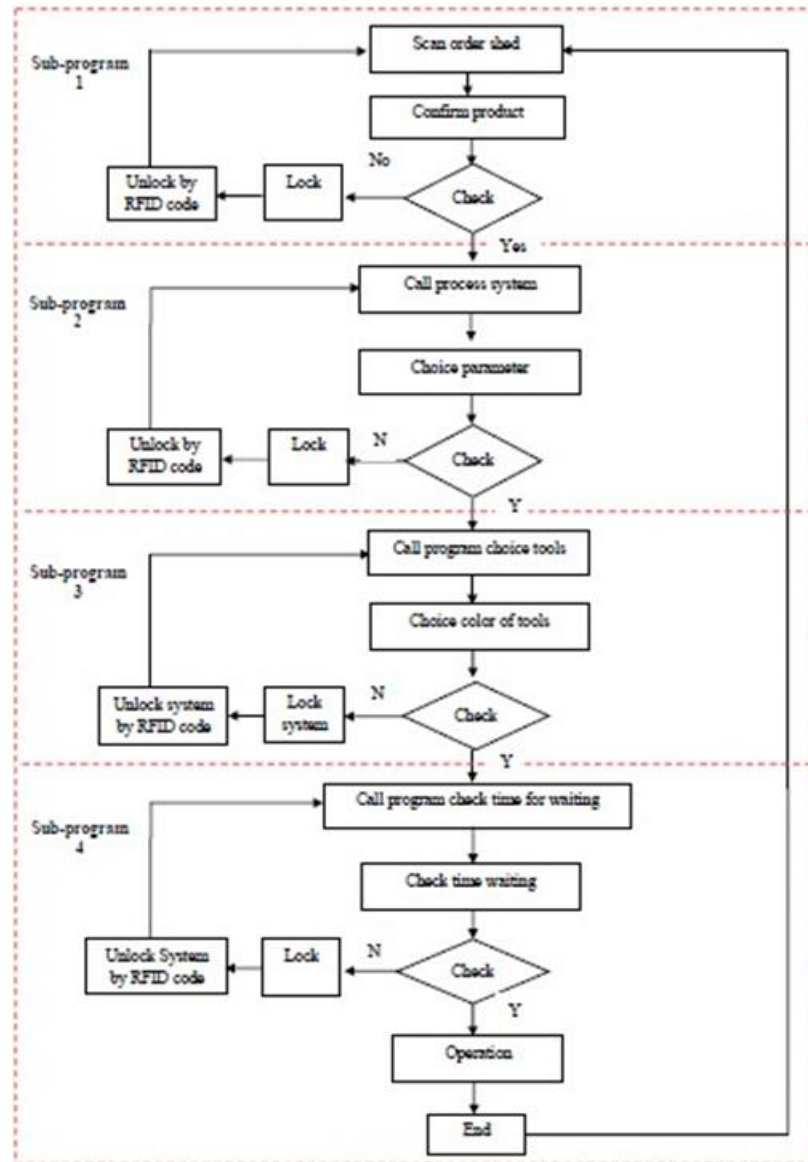 Scan order shed
Sub-program
1
Confirm product
No
Unlock by
RFID code
Lock
Check
Yes
Call process system
Sub-program
2
Choice parameter
N
Unlock by
RFID code
Lock
Check
Y
Call program choice tools
Sub-program
3
Choice color of tools
N
Unlock system
by RFID code
Lock
system
Check
Y
Call program check time for waiting
Sub-program
4
Check time waiting
N
Unlock System
by RFID code
Lock
Check
Y
Operation
End